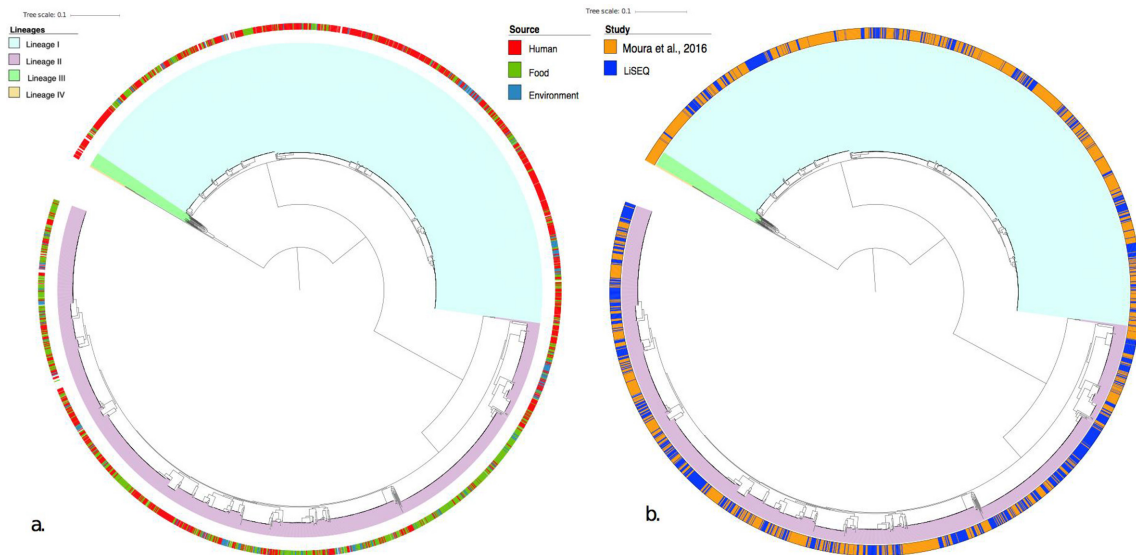 Tree scale: 0.1
Lineages
Lineage I
Lineage II
Lineage III
Lineage IV
Source
Human
Food
Environment
a.
Tree scale: 0.1
Study
Moura et al., 2016
LiSEQ
b.